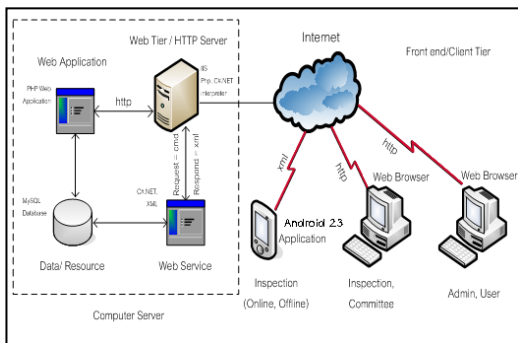 Web Tier / HTTP Server
Internet
Front end/Client Tier
Web Application
IIS
Php, C#.NET
Interpreter
PHP Web
Application
http
Request = cmd
Respond = xml
xml
http
http
Web Browser
Web Browser
MySQL
Database
C#.NET,
XML
Android 2.3
Application
Data/ Resource
Web Service
Inspection
(Online, Offline)
Inspection,
Committee
Admin, User
Computer Server